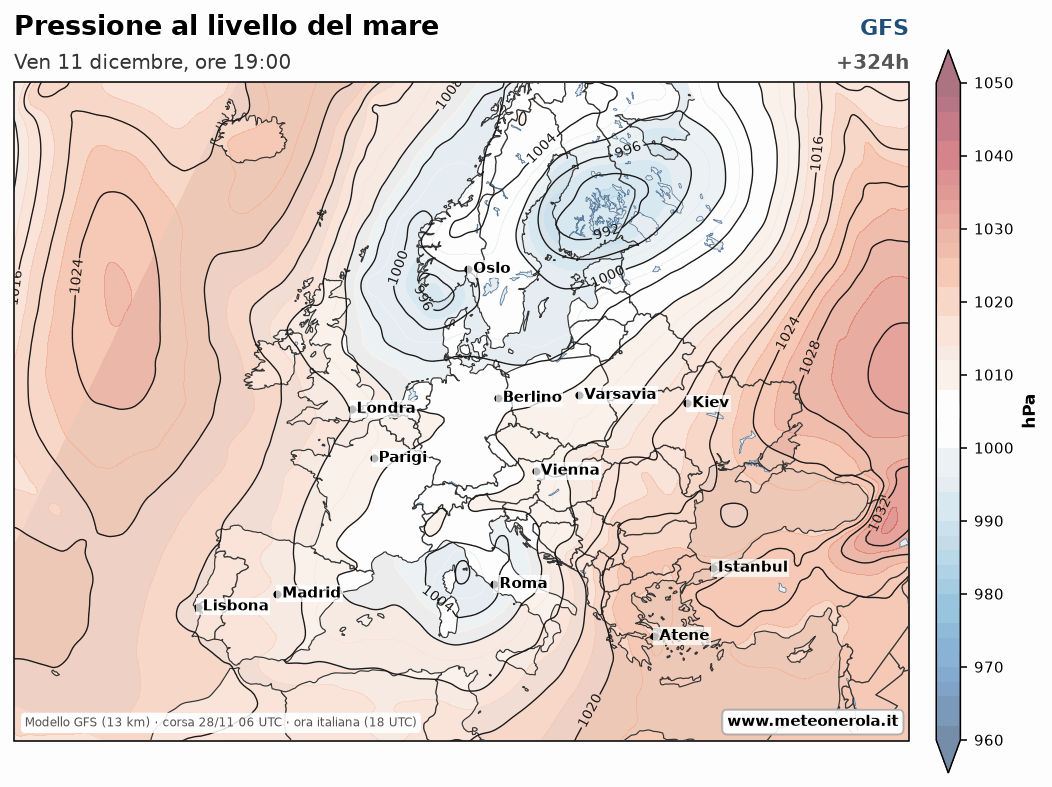 Pressione al livello del mare
GFS
Ven 11 dicembre, ore 19:00
+324h
1008
1004
996
1016
992
1000
1024
1016
1000
996
1024
1028
1032
1004
1020
Oslo
Londra
Berlino
Varsavia
Kiev
Parigi
Vienna
Istanbul
Madrid
Roma
Lisbona
Atene
Modello GFS (13 km) · corsa 28/11 06 UTC · ora italiana (18 UTC)
www.meteonerola.it
1050
1040
1030
1020
1010
1000
990
980
970
960
hPa